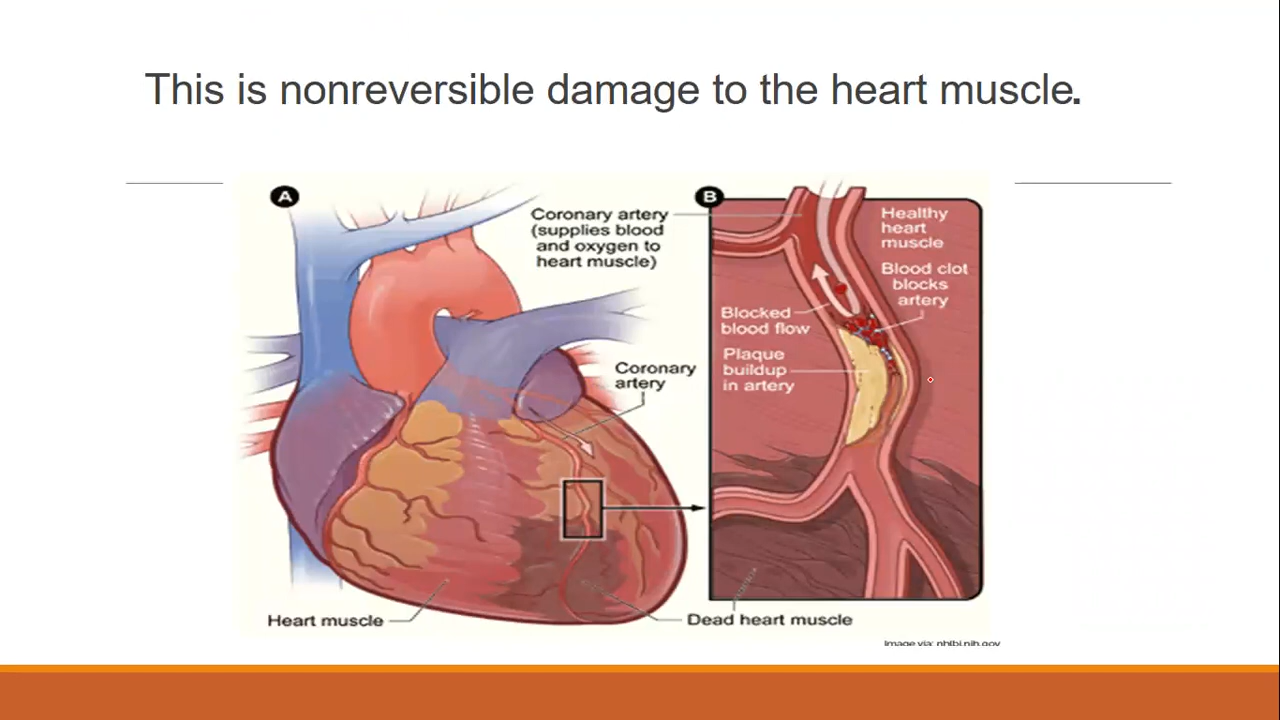 This is nonreversible damage to the heart muscle.
A
B
Coronary artery
(supplies blood
and oxygen to
heart muscle)
Healthy
heart
muscle
Blood clot
blocks
artery
Blocked
blood flow
Plaque
buildup
in artery
Coronary
artery
Heart muscle
Dead heart muscle
Image via: nhlbi.nih.gov